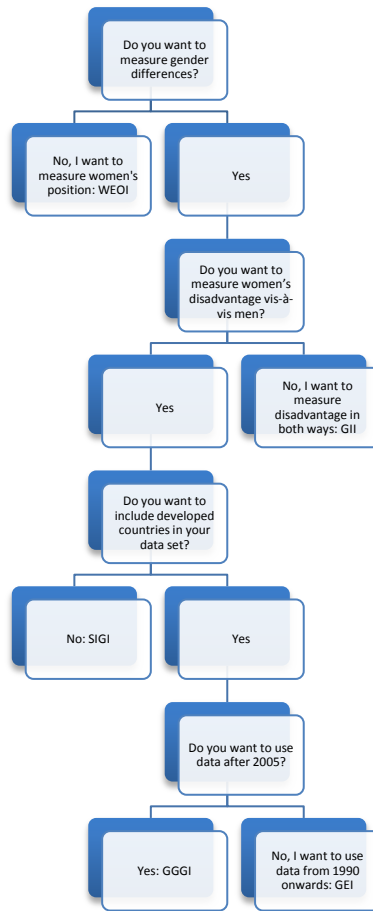 Do you want to
measure gender
differences?
No, I want to
measure women's
position: WEOI
Yes
Do you want to
measure women’s
disadvantage vis-à-
vis men?
Yes
No, I want to
measure
disadvantage in
both ways: GII
Do you want to
include developed
countries in your
data set?
No: SIGI
Yes
Do you want to use
data after 2005?
Yes: GGGI
No, I want to use
data from 1990
onwards: GEI